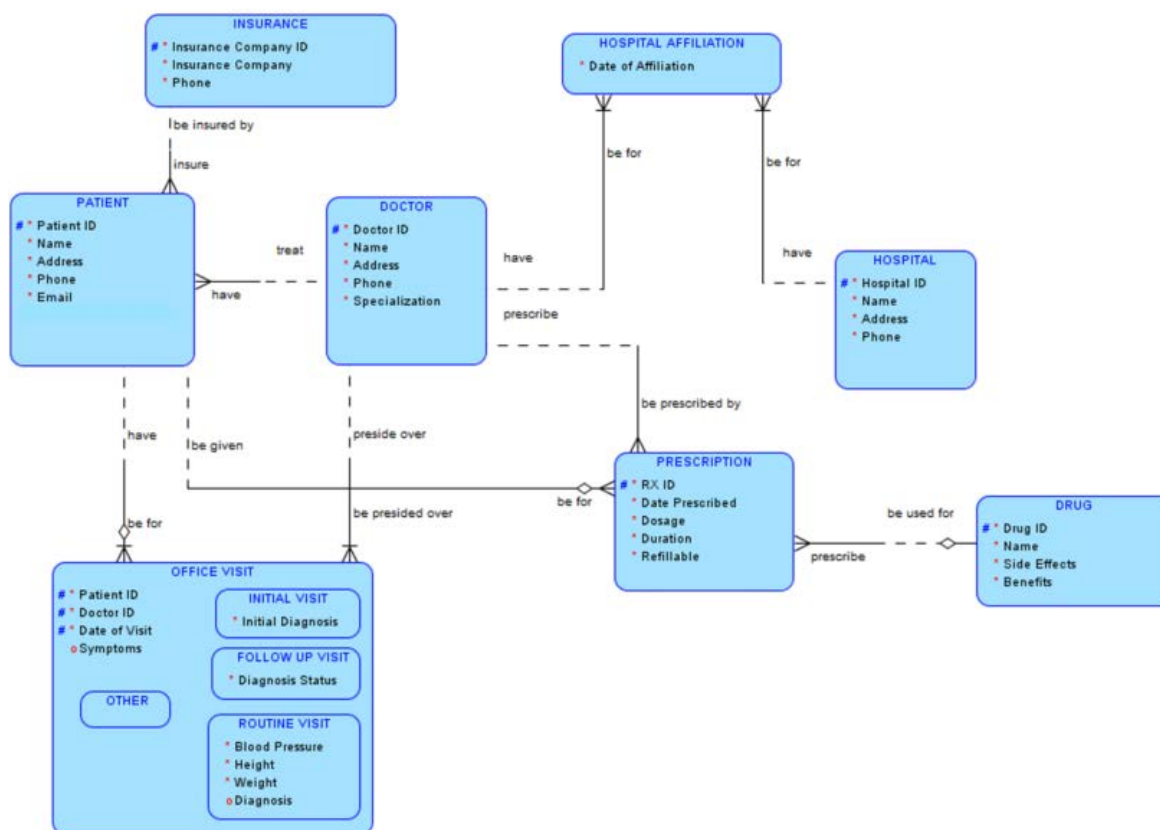 INSURANCE
# * Insurance Company ID
* Insurance Company
* Phone
be insured by
insure
HOSPITAL AFFILIATION
* Date of Affiliation
be for
be for
PATIENT
# * Patient ID
* Name
* Address
* Phone
* Email
treat
have
DOCTOR
# * Doctor ID
* Name
* Address
* Phone
* Specialization
have
prescribe
have
HOSPITAL
# * Hospital ID
* Name
* Address
* Phone
have
be given
preside over
be prescribed by
be for
be presided over
be for
PRESCRIPTION
# * RX ID
* Date Prescribed
* Dosage
* Duration
* Refillable
be used for
prescribe
DRUG
# * Drug ID
* Name
* Side Effects
* Benefits
OFFICE VISIT
# * Patient ID
# * Doctor ID
# * Date of Visit
o Symptoms
OTHER
INITIAL VISIT
* Initial Diagnosis
FOLLOW UP VISIT
* Diagnosis Status
ROUTINE VISIT
* Blood Pressure
* Height
* Weight
o Diagnosis